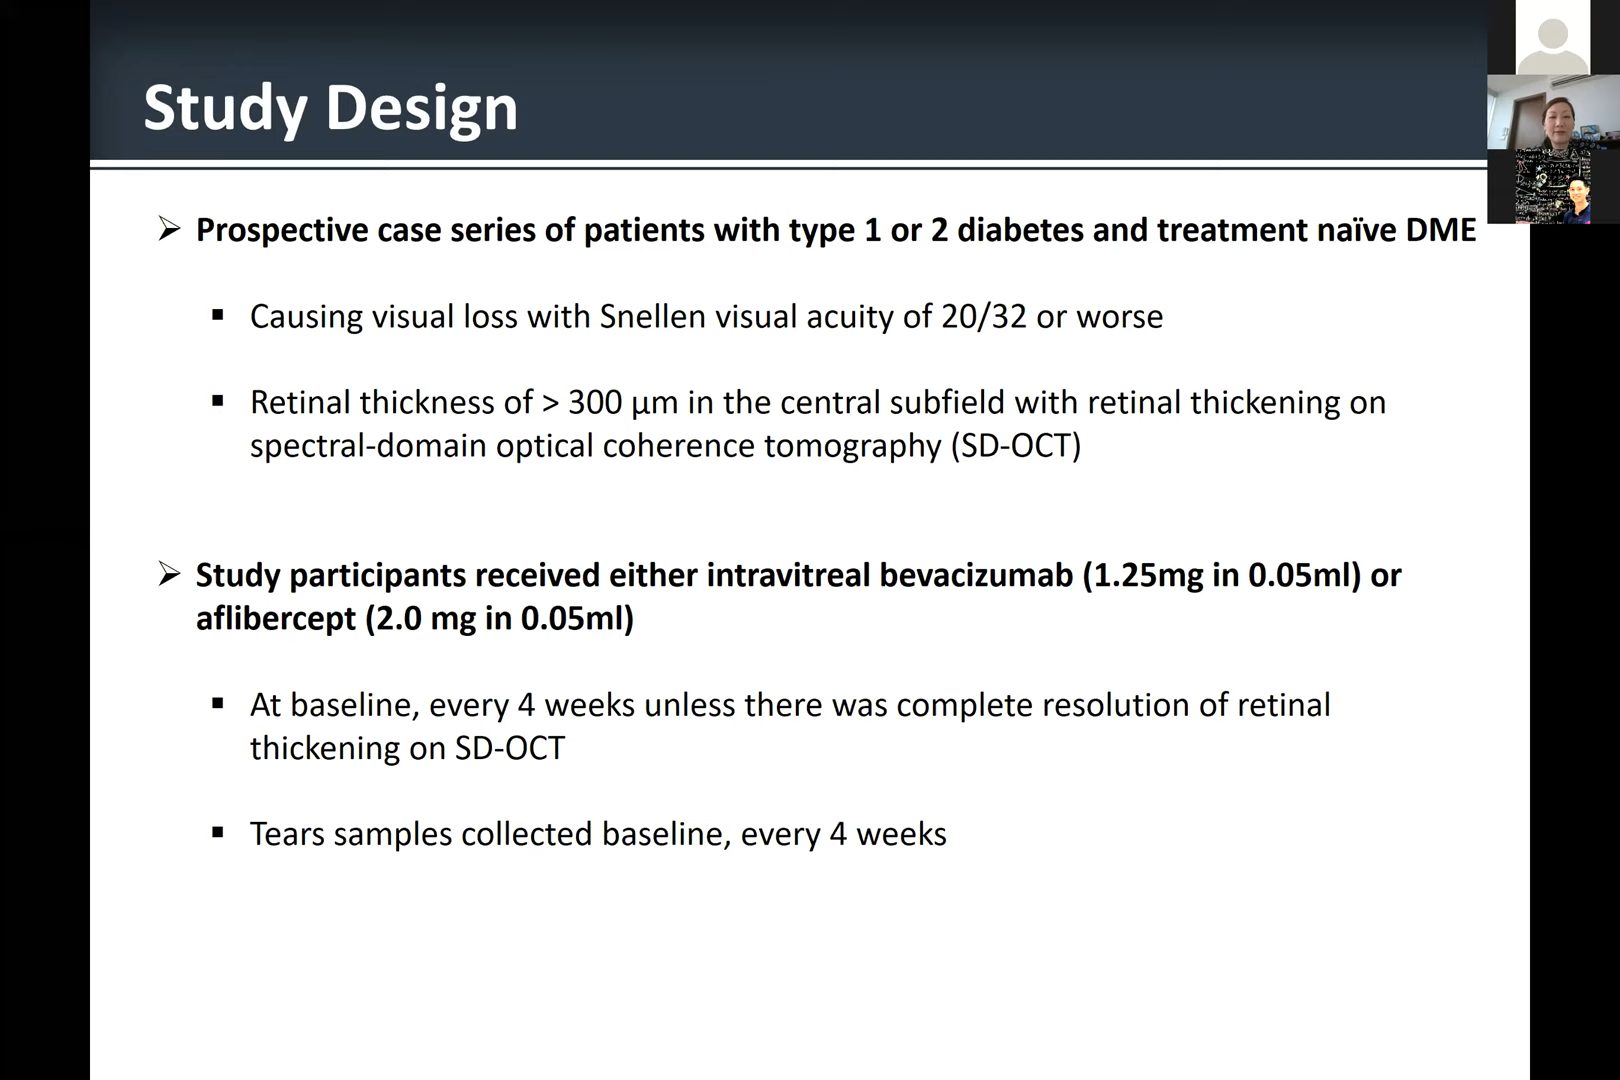 Study Design
➢ Prospective case series of patients with type 1 or 2 diabetes and treatment naïve DME
▪ Causing visual loss with Snellen visual acuity of 20/32 or worse
▪ Retinal thickness of > 300 µm in the central subfield with retinal thickening on
spectral-domain optical coherence tomography (SD-OCT)
➢ Study participants received either intravitreal bevacizumab (1.25mg in 0.05ml) or
aflibercept (2.0 mg in 0.05ml)
▪ At baseline, every 4 weeks unless there was complete resolution of retinal
thickening on SD-OCT
▪ Tears samples collected baseline, every 4 weeks